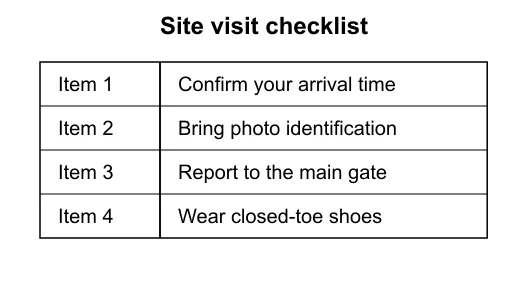 Site visit checklist
Item 1 Confirm your arrival time
Item 2 Bring photo identification
Item 3 Report to the main gate
Item 4 Wear closed-toe shoes